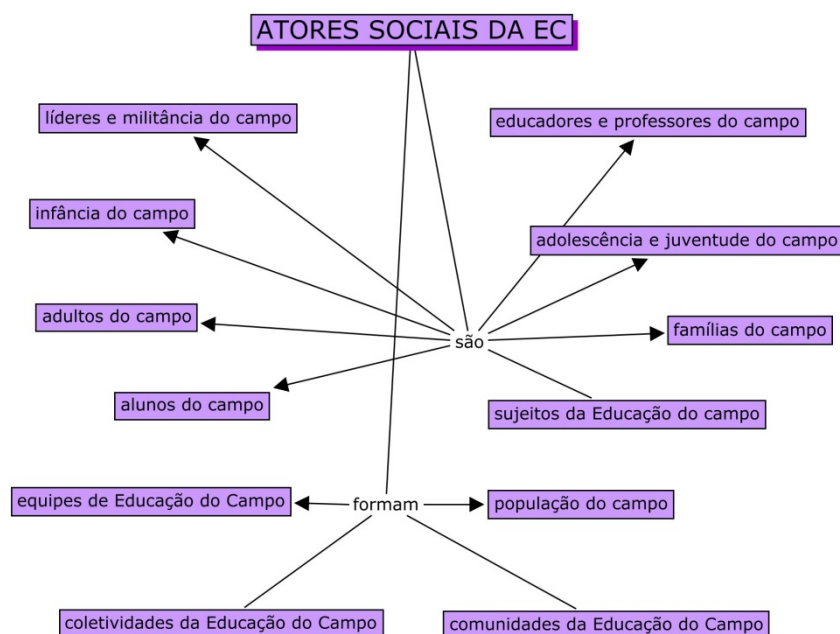 ATORES SOCIAIS DA EC
líderes e militância do campo
educadores e professores do campo
infância do campo
adolescência e juventude do campo
adultos do campo
são
famílias do campo
alunos do campo
sujeitos da Educação do campo
equipes de Educação do Campo
formam
população do campo
coletividades da Educação do Campo
comunidades da Educação do Campo